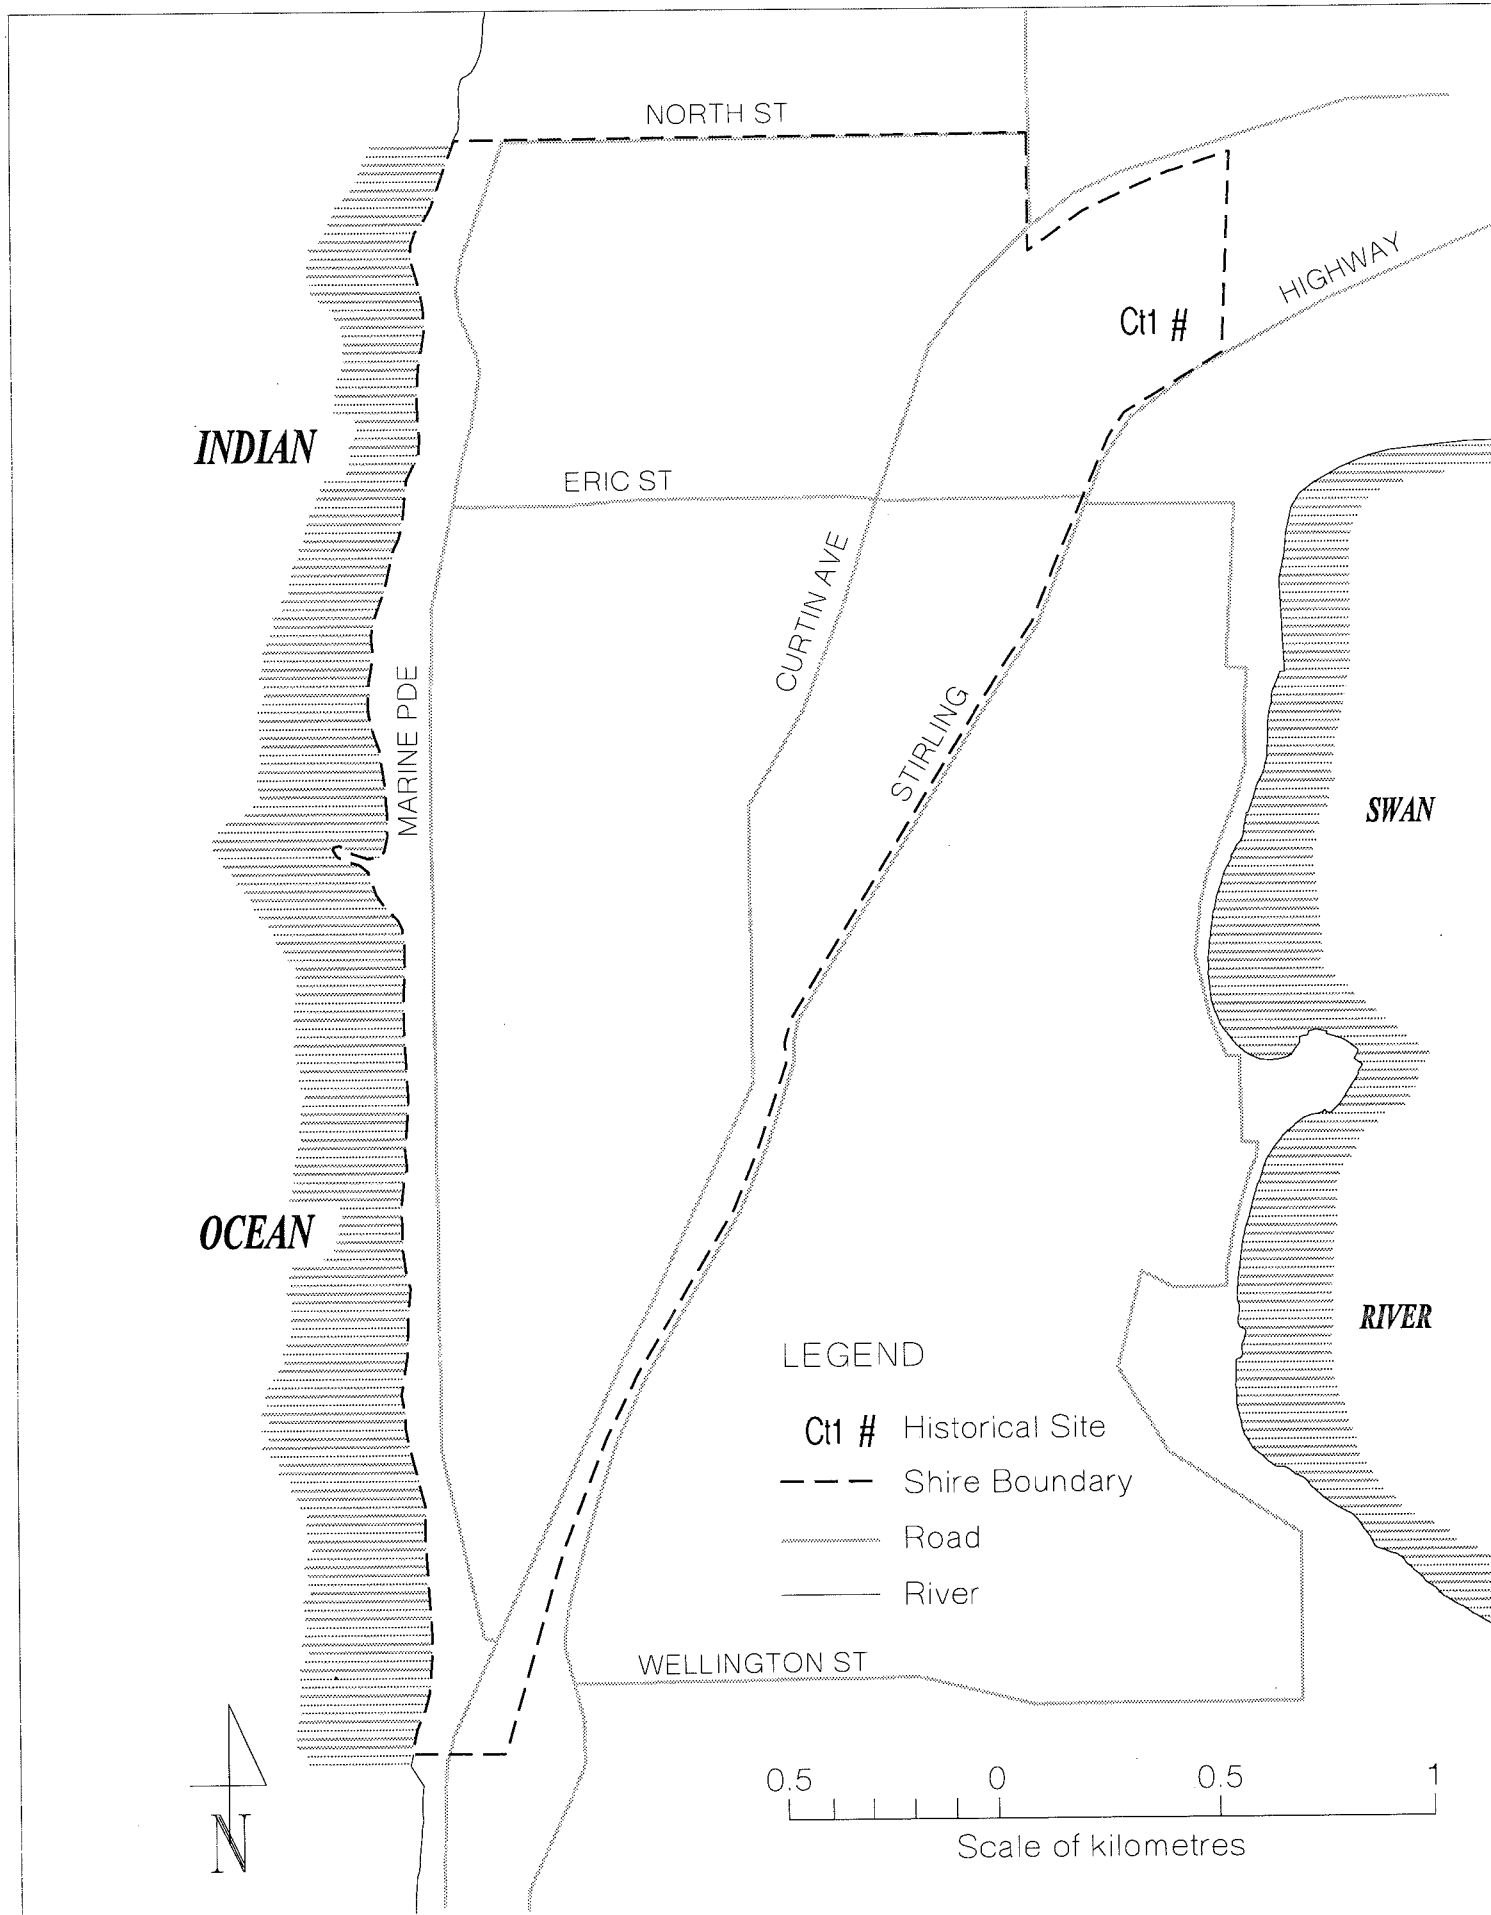 NORTH ST
HIGHWAY
Ct1 #
INDIAN
ERIC ST
CURTIN AVE
MARINE PDE
STIRLING
SWAN
OCEAN
RIVER
LEGEND
Ct1 # Historical Site
Shire Boundary
Road
River
WELLINGTON ST
N
0.5 0 0.5 1
Scale of kilometres